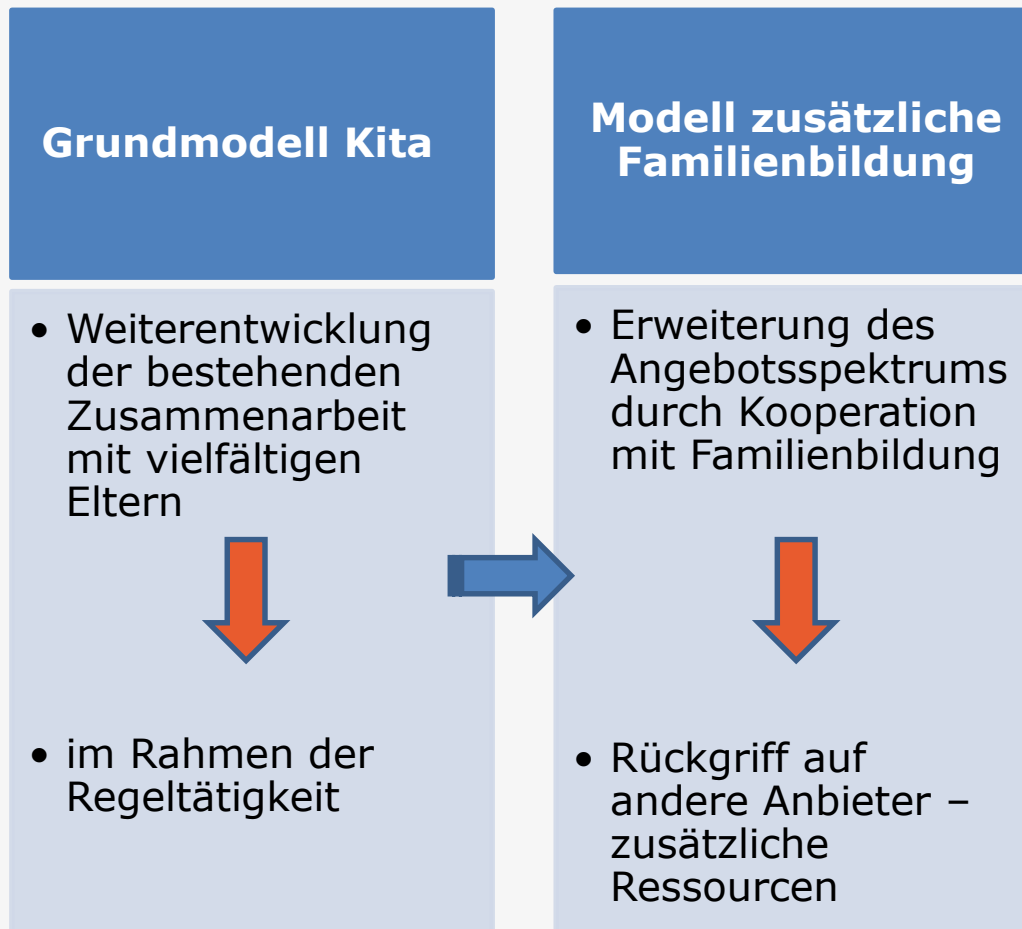 Grundmodell Kita
• Weiterentwicklung
der bestehenden
Zusammenarbeit
mit vielfältigen
Eltern
• im Rahmen der
Regeltätigkeit
Modell zusätzliche
Familienbildung
• Erweiterung des
Angebotsspektrums
durch Kooperation
mit Familienbildung
• Rückgriff auf
andere Anbieter –
zusätzliche
Ressourcen